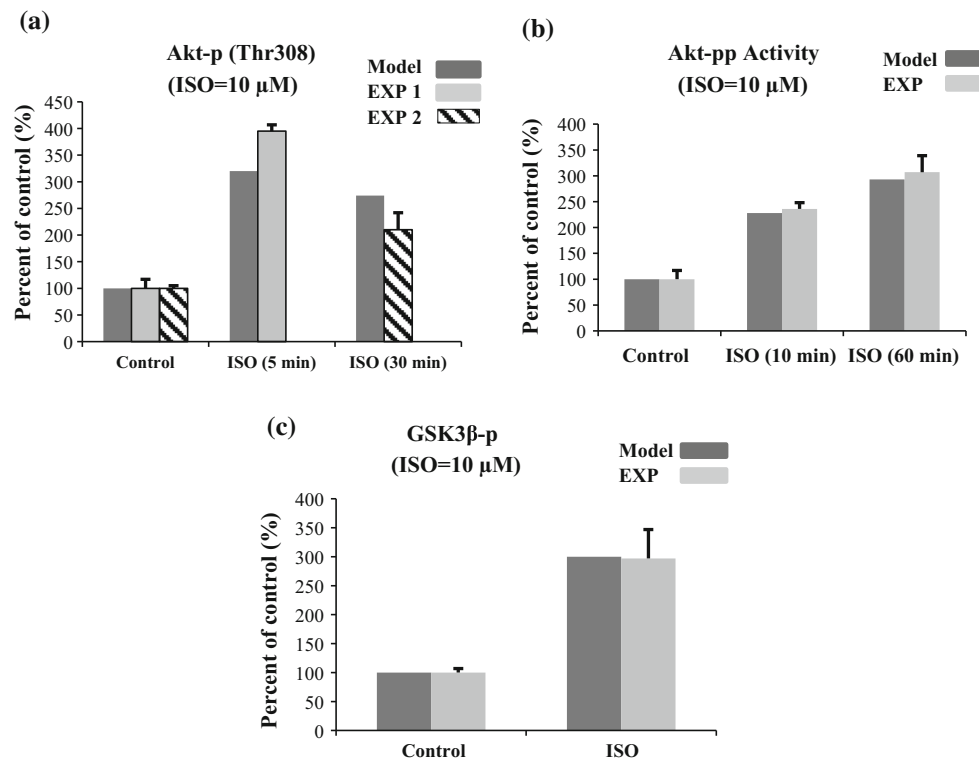 (a)
Akt-p (Thr308)
(ISO=10 µM)
Model
EXP 1
EXP 2
Percent of control (%)
450
400
350
300
250
200
150
100
50
0
Control
ISO (5 min)
ISO (30 min)
(b)
Akt-pp Activity
(ISO=10 µM)
Model
EXP
Percent of control (%)
400
350
300
250
200
150
100
50
0
Control
ISO (10 min)
ISO (60 min)
(c)
GSK3β-p
(ISO=10 µM)
Model
EXP
Percent of control (%)
400
350
300
250
200
150
100
50
0
Control
ISO